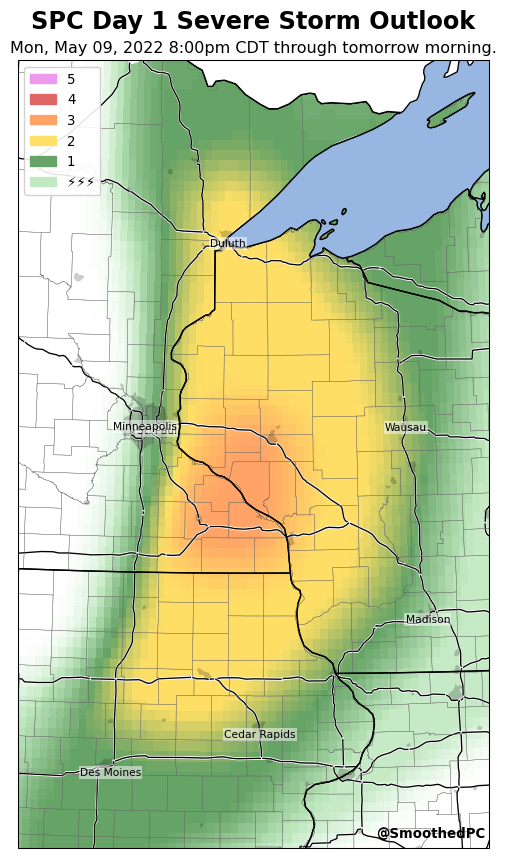 SPC Day 1 Severe Storm Outlook
Mon, May 09, 2022 8:00pm CDT through tomorrow morning.
5
4
3
2
1
⚡⚡⚡
Duluth
Minneapolis
Wausau
Madison
Cedar Rapids
Des Moines
@SmoothedPC